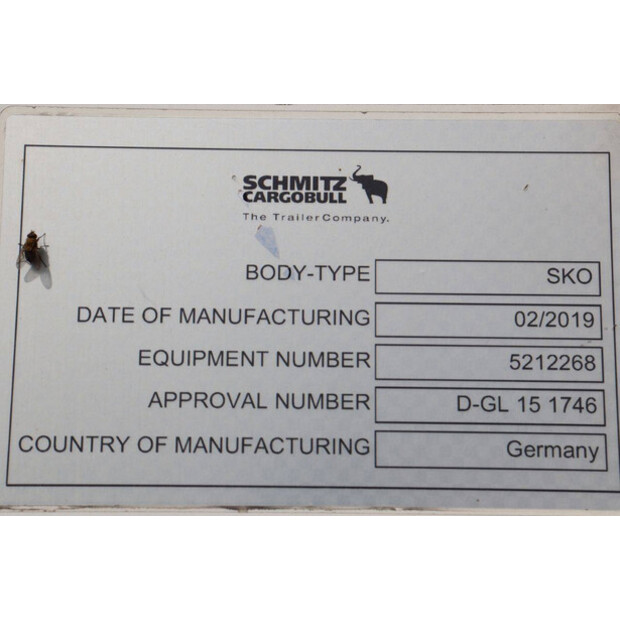 SCHMITZ
CARGOBULL
The Trailer Company.
BODY-TYPE SKO
DATE OF MANUFACTURING 02/2019
EQUIPMENT NUMBER 5212268
APPROVAL NUMBER D-GL 15 1746
COUNTRY OF MANUFACTURING Germany